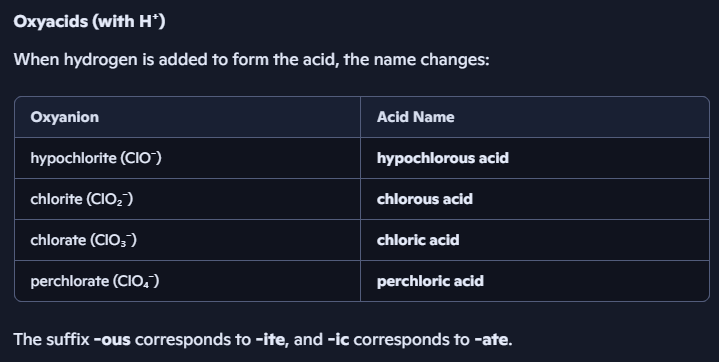 Oxyacids (with H⁺)
When hydrogen is added to form the acid, the name changes:
Oxyanion Acid Name
hypochlorite (ClO⁻) hypochlorous acid
chlorite (ClO₂⁻) chlorous acid
chlorate (ClO₃⁻) chloric acid
perchlorate (ClO₄⁻) perchloric acid
The suffix -ous corresponds to -ite, and -ic corresponds to -ate.